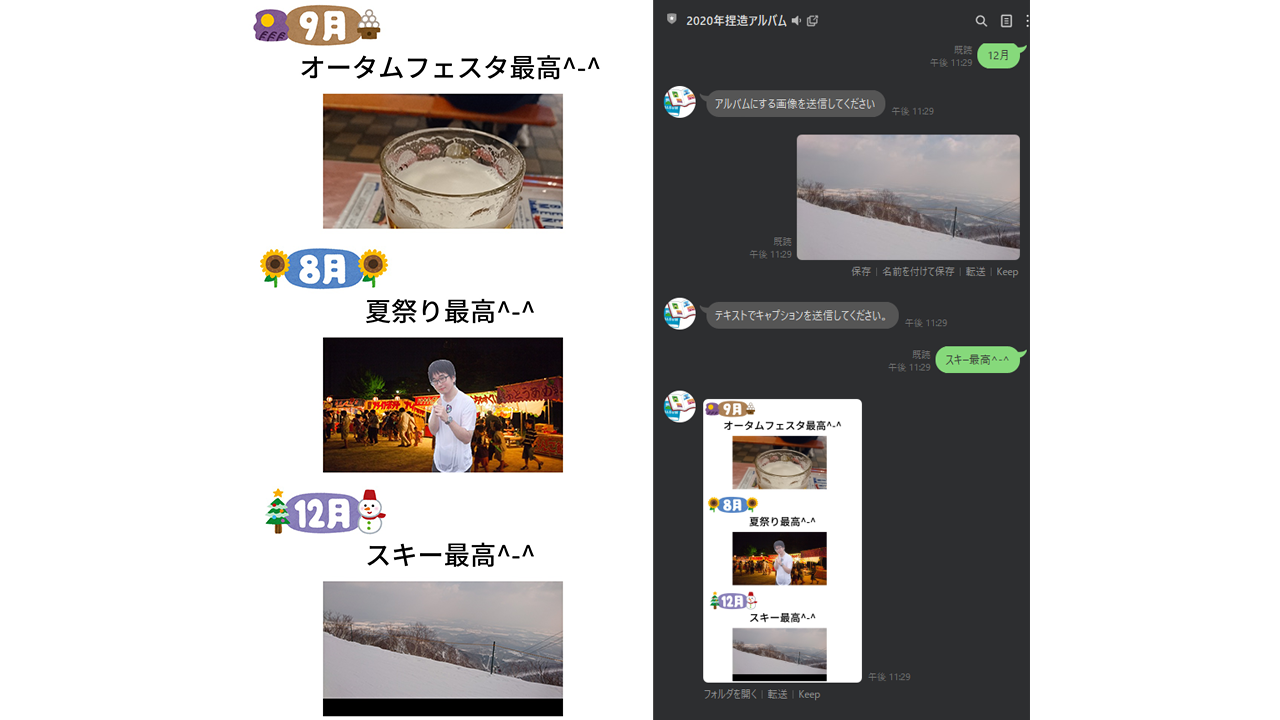 9月
オータムフェスタ最高^-^
8月
夏祭り最高^-^
12月
スキー最高^-^
2020年捏造アルバム
既読
午後 11:29
12月
アルバムにする画像を送信してください
午後 11:29
既読
午後 11:29
保存 | 名前を付けて保存 | 転送 | Keep
テキストでキャプションを送信してください。
午後 11:29
既読
午後 11:29
スキー最高^-^
9月
オータムフェスタ最高^-^
8月
夏祭り最高^-^
12月
スキー最高^-^
午後 11:29
フォルダを開く | 転送 | Keep